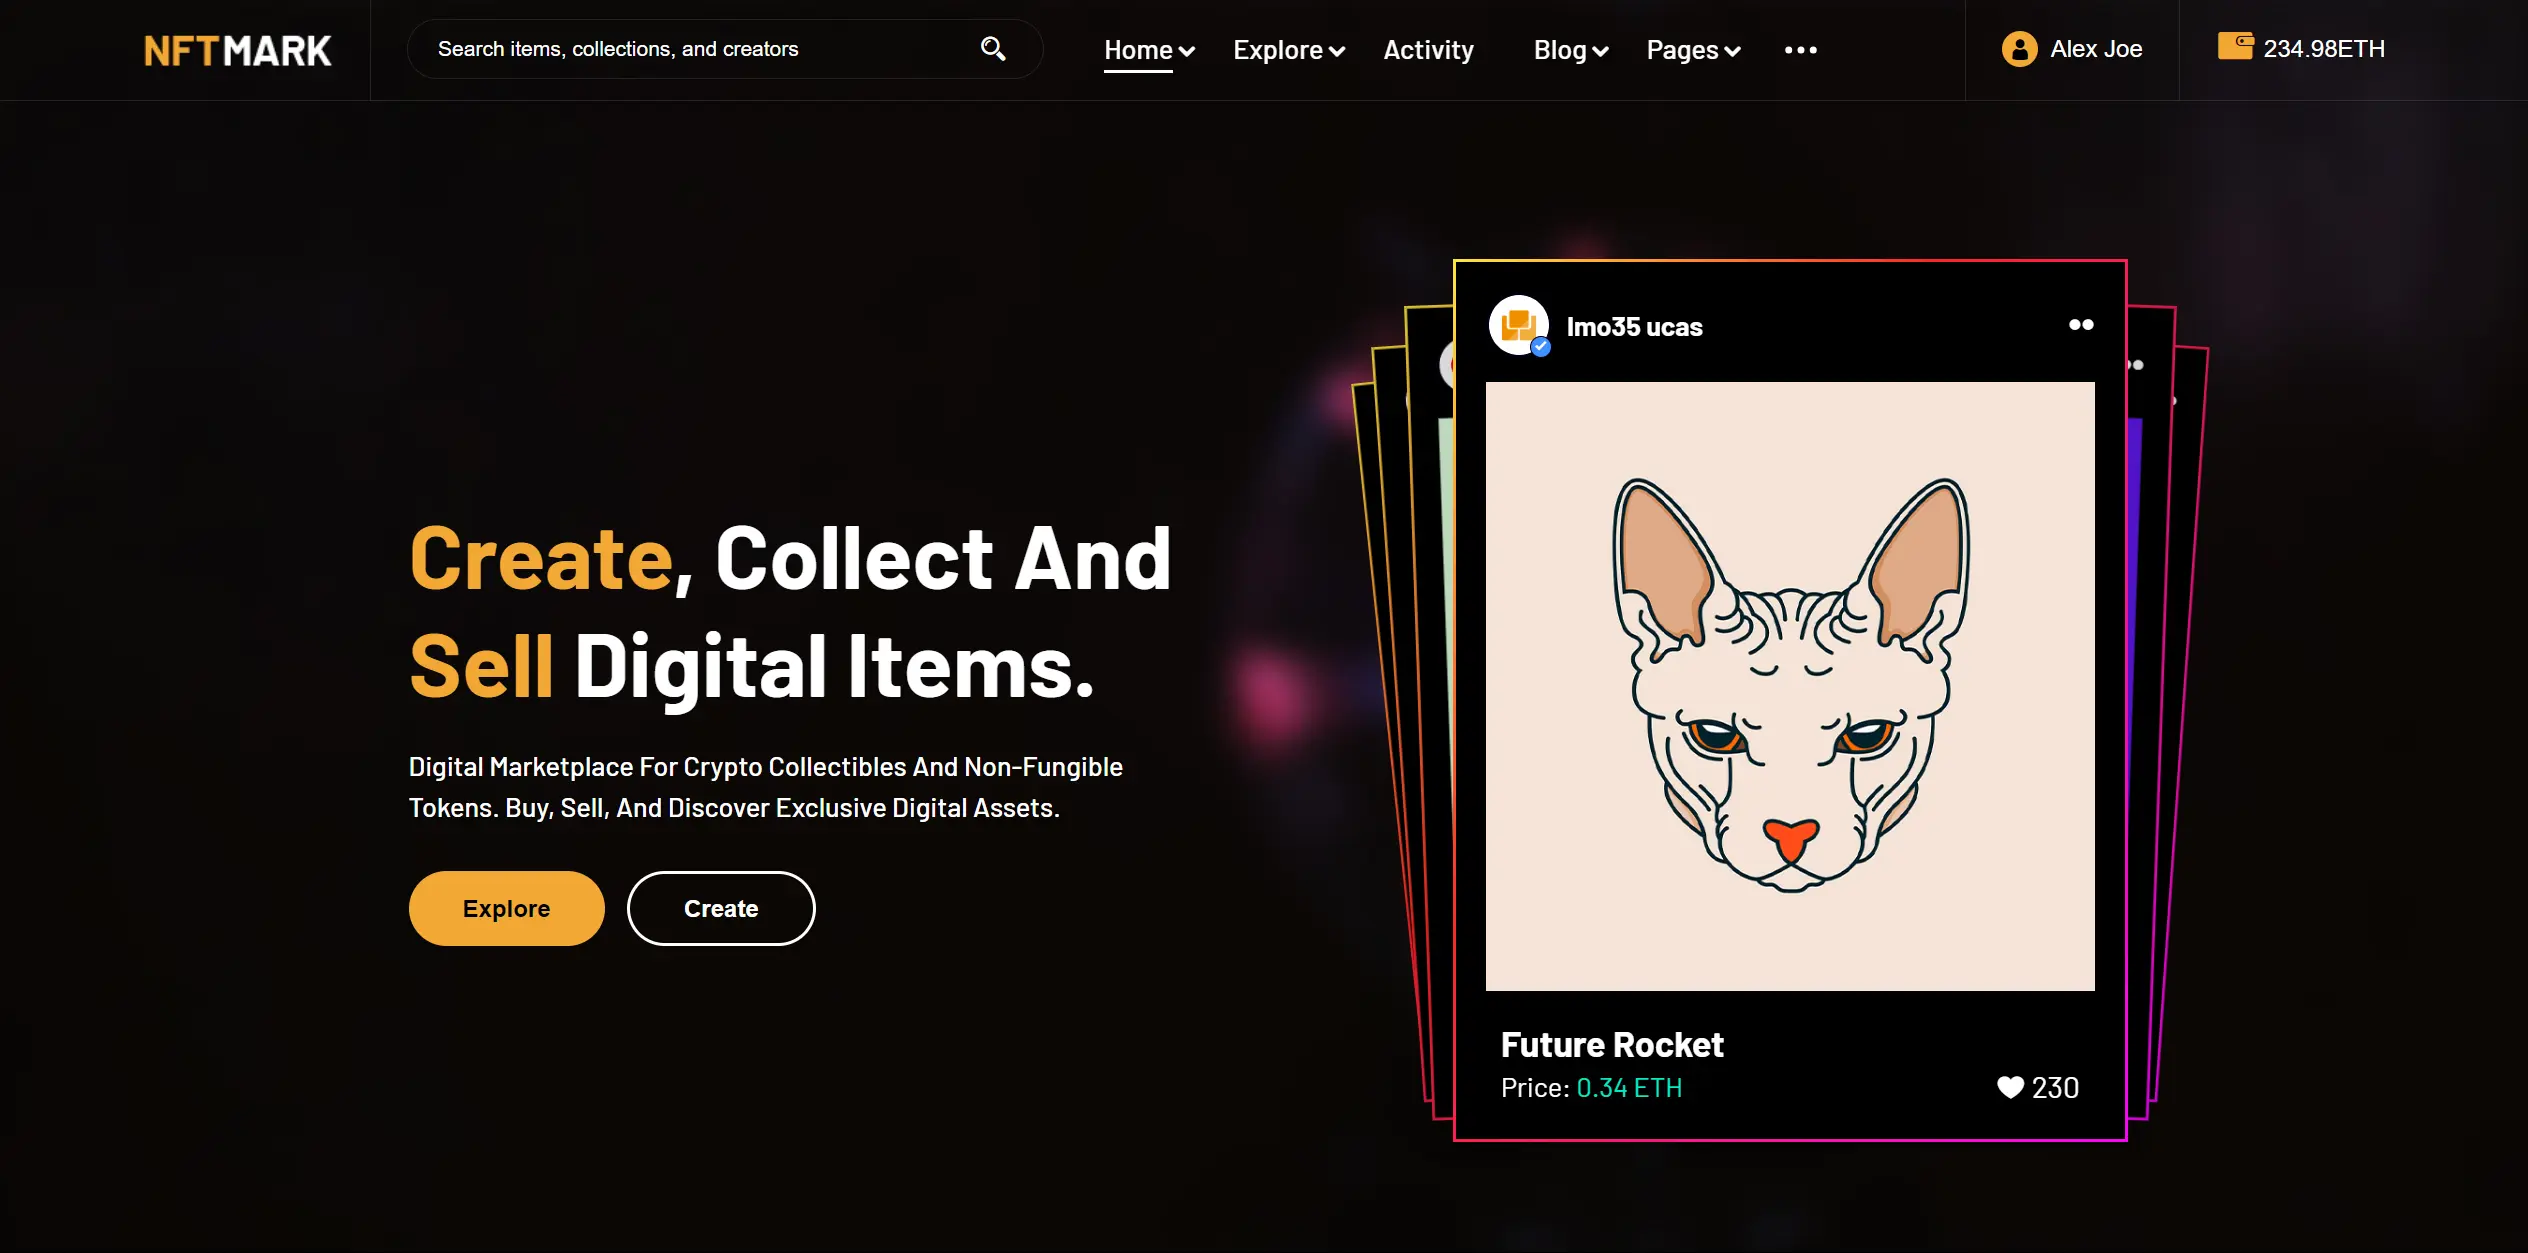 NFTMARK
Search items, collections, and creators
Home
Explore
Activity
Blog
Pages
Alex Joe
234.98ETH
Create, Collect And
Sell Digital Items.
Digital Marketplace For Crypto Collectibles And Non-Fungible
Tokens. Buy, Sell, And Discover Exclusive Digital Assets.
Explore
Create
lmo35 ucas
Future Rocket
Price: 0.34 ETH
230